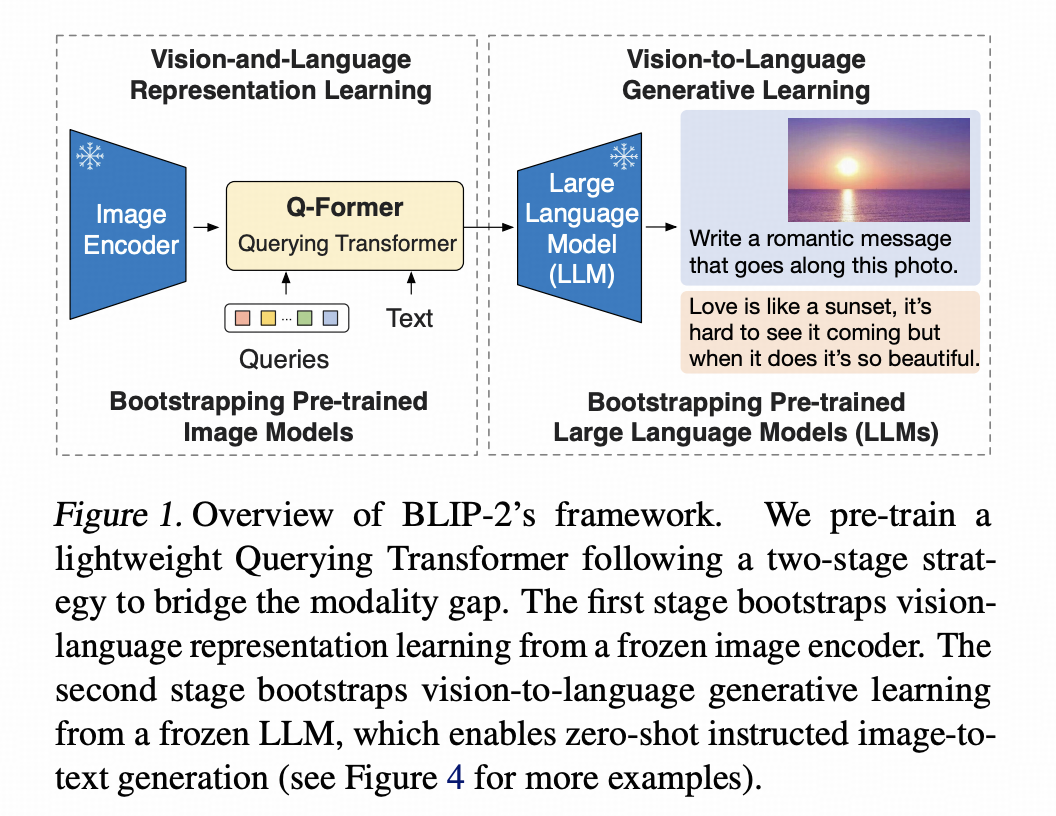 Vision-and-Language
Representation Learning
Vision-to-Language
Generative Learning
Image
Encoder
Q-Former
Querying Transformer
...
Queries
Text
Large
Language
Model
(LLM)
Write a romantic message
that goes along this photo.
Love is like a sunset, it's
hard to see it coming but
when it does it's so beautiful.
Bootstrapping Pre-trained
Image Models
Bootstrapping Pre-trained
Large Language Models (LLMs)
Figure 1. Overview of BLIP-2's framework. We pre-train a
lightweight Querying Transformer following a two-stage strat-
egy to bridge the modality gap. The first stage bootstraps vision-
language representation learning from a frozen image encoder. The
second stage bootstraps vision-to-language generative learning
from a frozen LLM, which enables zero-shot instructed image-to-
text generation (see Figure 4 for more examples).